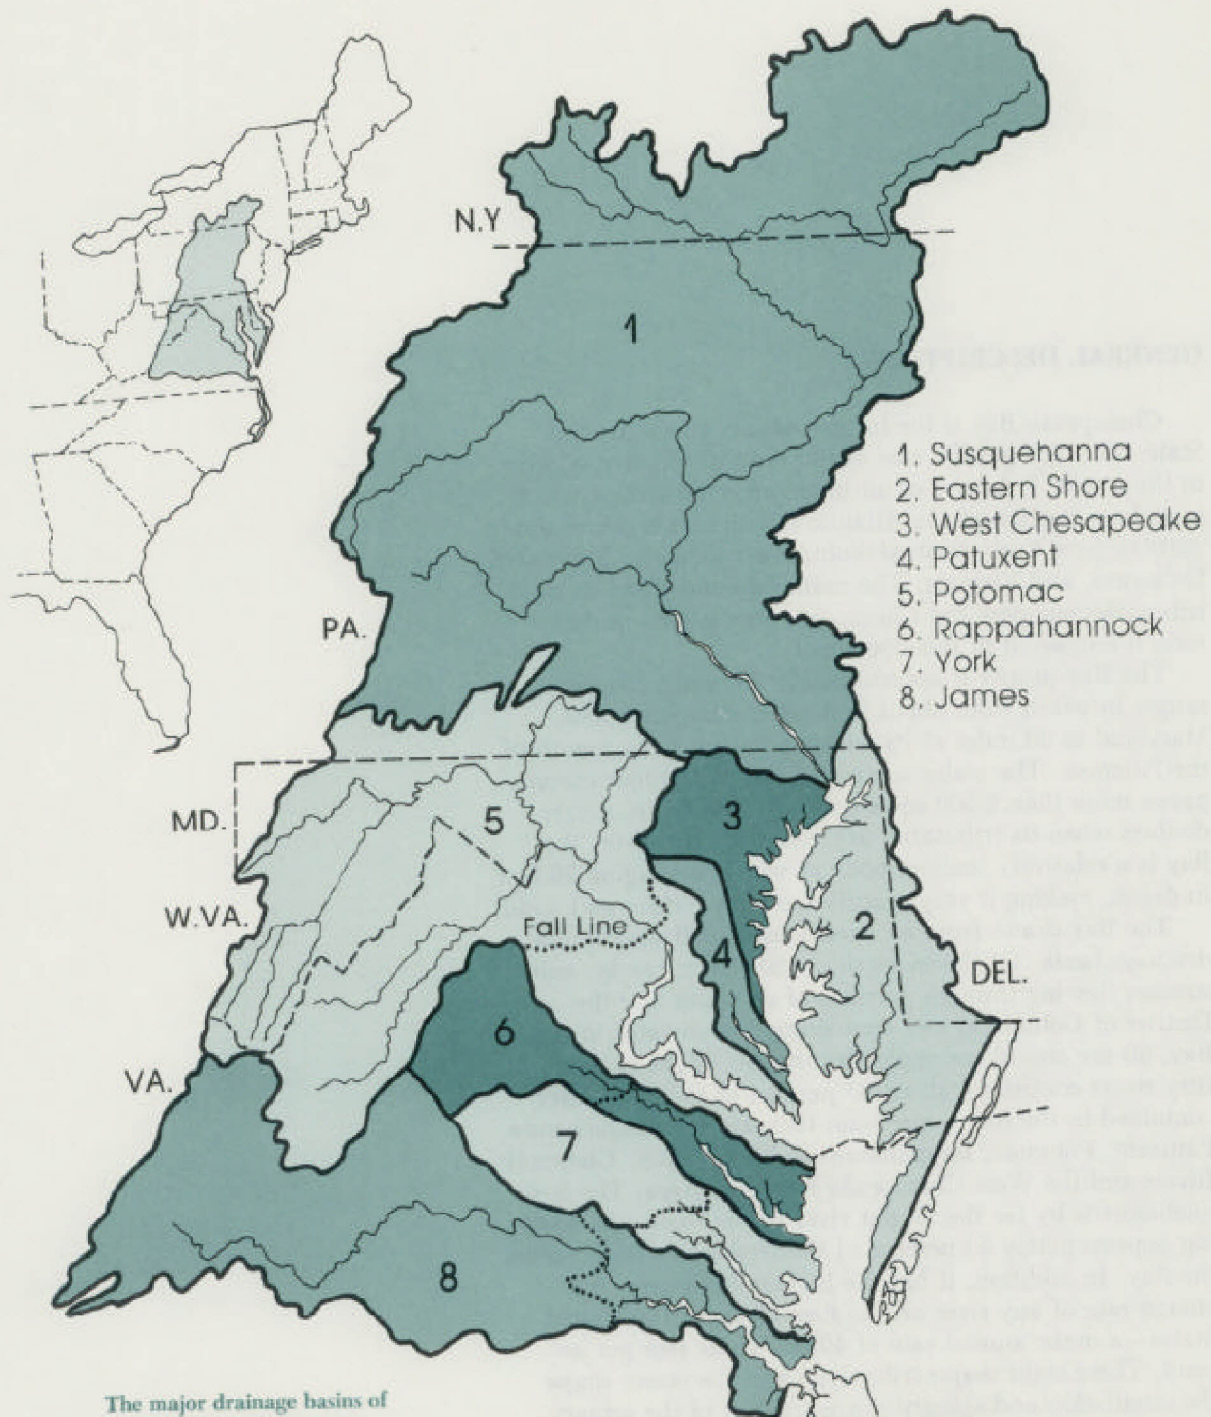 N.Y
1
1. Susquehanna
2. Eastern Shore
3. West Chesapeake
4. Patuxent
5. Potomac
6. Rappahannock
7. York
8. James
PA.
MD.
5
3
W.VA.
Fall Line
2
4
DEL.
6
VA.
7
8
The major drainage basins of